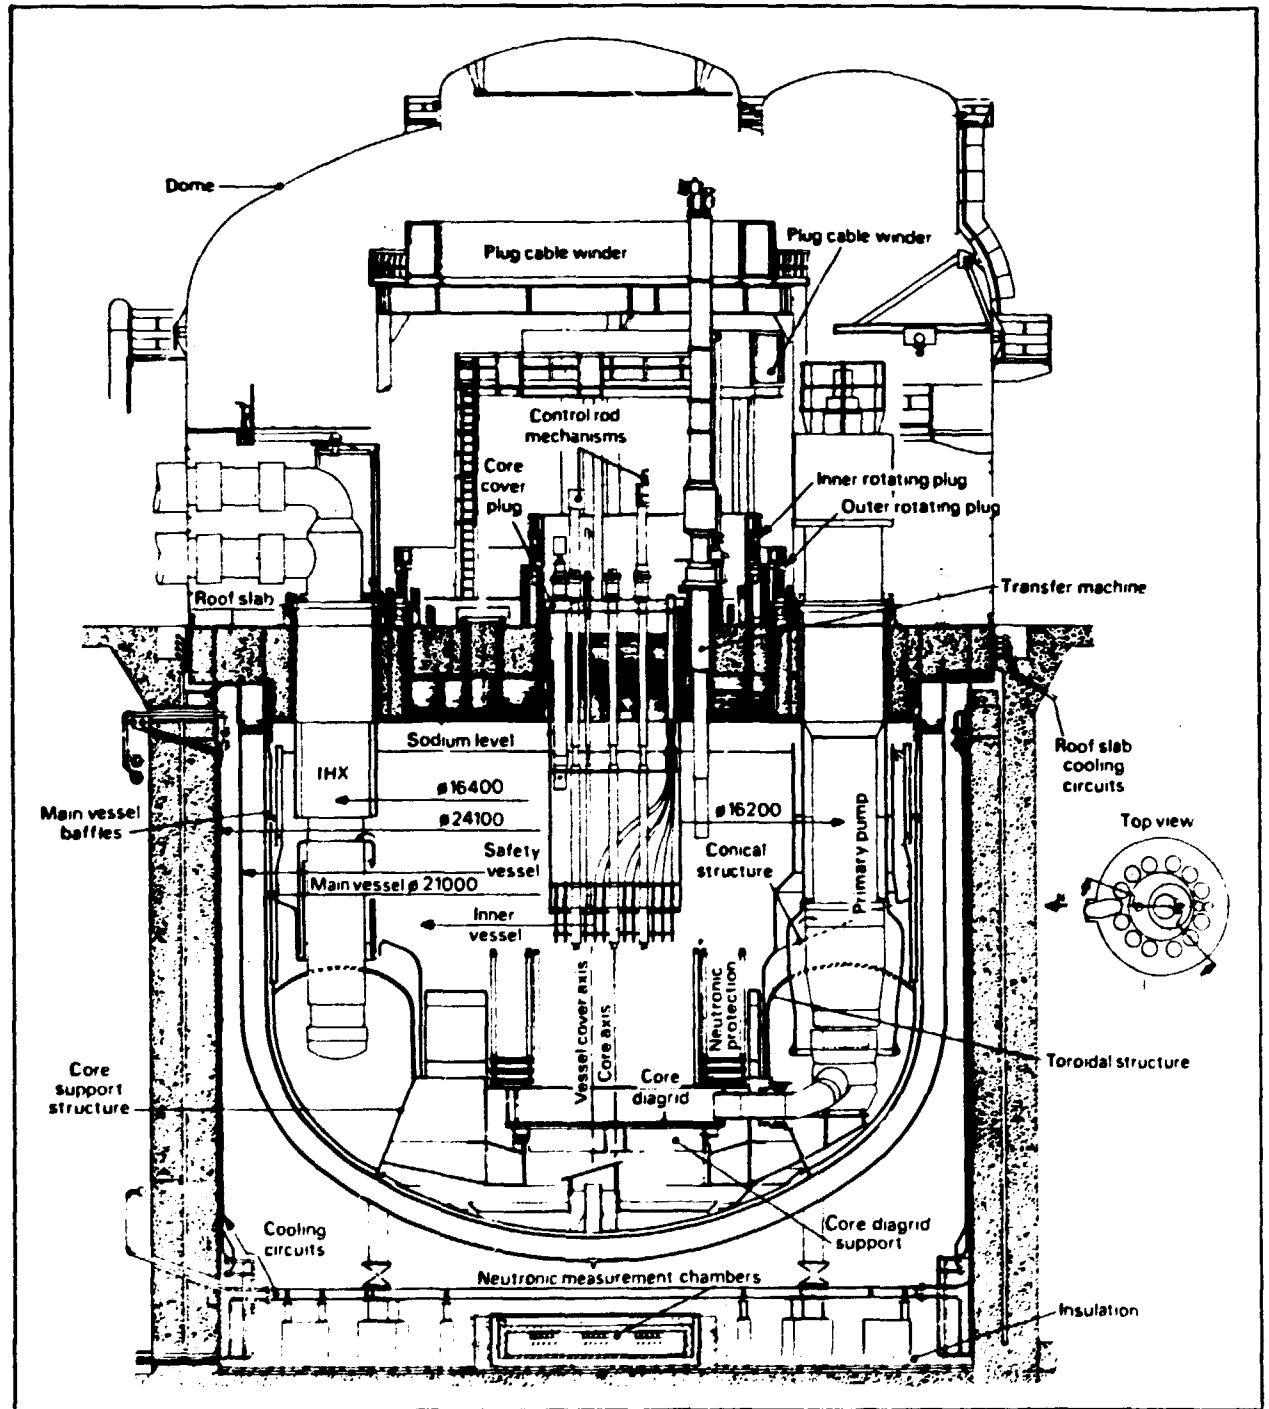 Dome
Plug cable winder
Plug cable winder
Control rod
mechanisms
Core
cover
plug
Inner rotating plug
Outer rotating plug
Roof slab
Transfer machine
Sodium level
IHX
ø16400
Roof slab
cooling
circuits
Main vessel
baffles
ø24100
ø16200
Primary pump
Top view
Safety
vessel
Conical
structure
Main vessel ø 21000
Inner
vessel
Vessel cover axis
Core axis
Neutronic
protection
Toroidal structure
Core
support
structure
Core
diagrid
Cooling
circuits
Core diagrid
support
Neutronic measurement chambers
Insulation